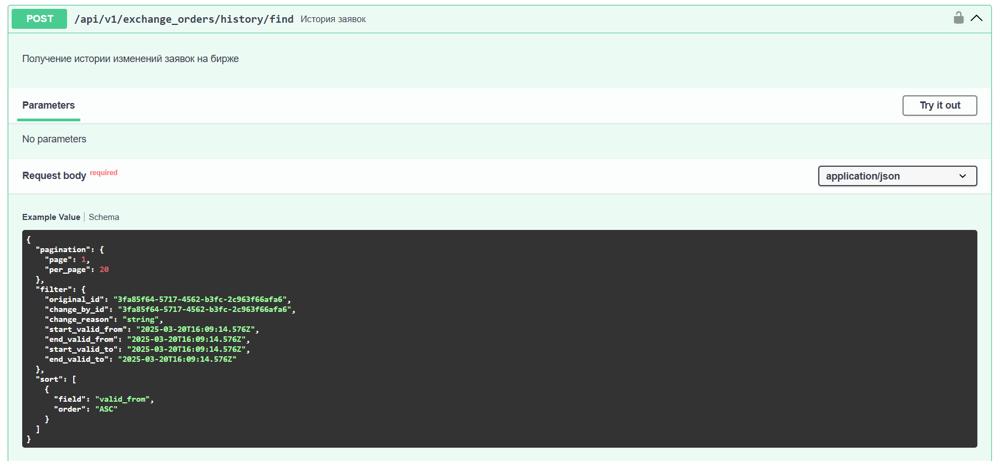 POST /api/v1/exchange_orders/history/find История заявок
Получение истории изменений заявок на бирже
Parameters
Try it out
No parameters
Request body required
application/json
Example Value | Schema
{
  "pagination": {
    "page": 1,
    "per_page": 20
  },
  "filter": {
    "original_id": "3fa85f64-5717-4562-b3fc-2c963f66afa6",
    "change_by_id": "3fa85f64-5717-4562-b3fc-2c963f66afa6",
    "change_reason": "string",
    "start_valid_from": "2025-03-20T16:09:14.576Z",
    "end_valid_from": "2025-03-20T16:09:14.576Z",
    "start_valid_to": "2025-03-20T16:09:14.576Z",
    "end_valid_to": "2025-03-20T16:09:14.576Z"
  },
  "sort": [
    {
      "field": "valid_from",
      "order": "ASC"
    }
  ]
}